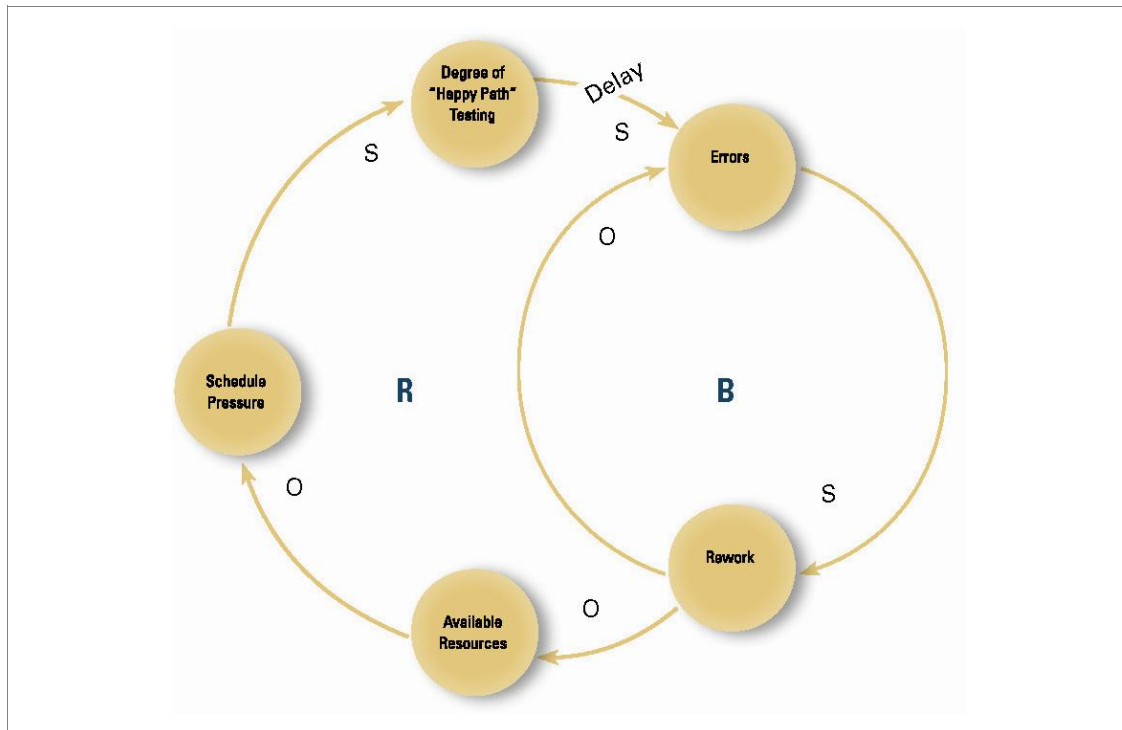 Degree of
"Happy Path"
Testing
Delay
S
S
Errors
O
Schedule
Pressure
R
B
O
S
Rework
O
Available
Resources